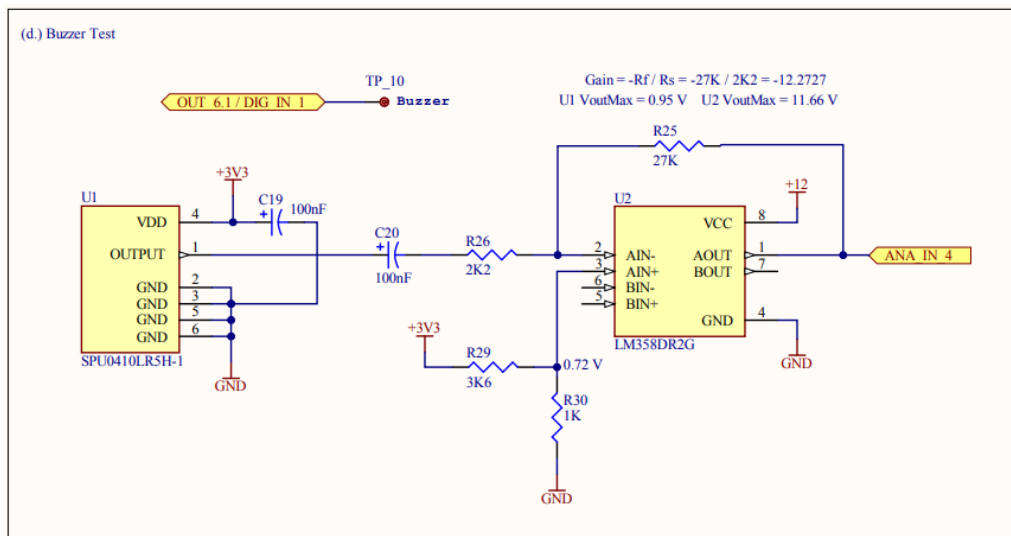 (d.) Buzzer Test
TP_10
OUT_6.1 / DIG_IN_1
Buzzer
Gain = -Rf / Rs = -27K / 2K2 = -12.2727
U1 VoutMax = 0.95 V U2 VoutMax = 11.66 V
R25
27K
+3V3
U1
C19
100nF
VDD
4
OUTPUT
1
GND
2
GND
3
GND
5
GND
6
SPU0410LR5H-1
GND
C20
100nF
R26
2K2
+12
U2
VCC
8
2
AIN-
AOUT
1
ANA_IN_4
3
AIN+
BOUT
7
6
BIN-
5
BIN+
GND
4
LM358DR2G
GND
+3V3
R29
3K6
0.72 V
R30
1K
GND